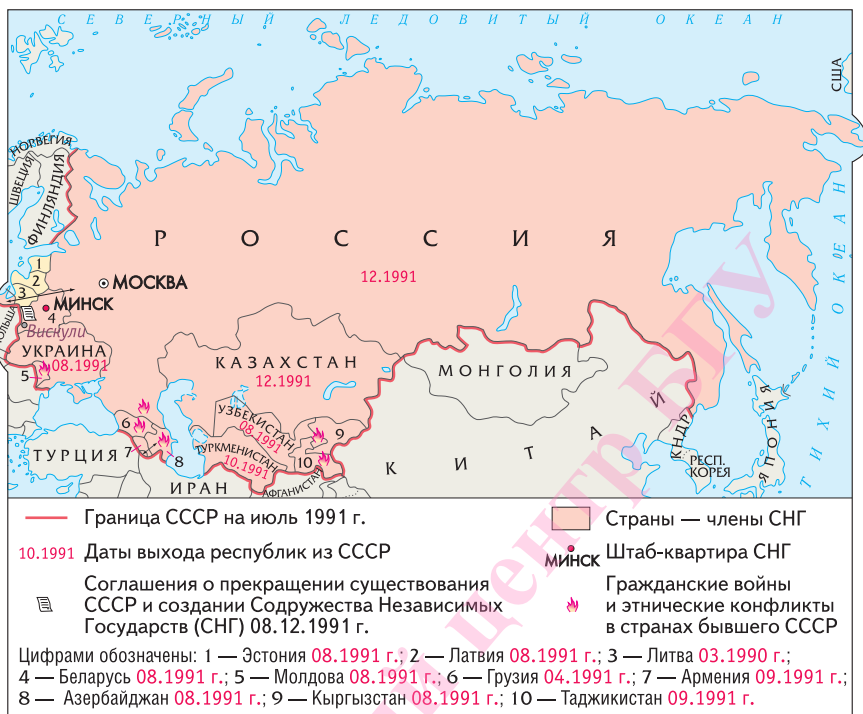 СЕВЕРНЫЙ ЛЕДОВИТЫЙ ОКЕАН
США
НОРВЕГИЯ
ШВЕЦИЯ
ФИНЛЯНДИЯ
ТИХИЙ ОКЕАН
РОССИЯ
12.1991
1
2
3
МОСКВА
МИНСК
4
Вискули
УКРАИНА
08.1991
5
КАЗАХСТАН
12.1991
МОНГОЛИЯ
УЗБЕКИСТАН
08.1991
6
7
8
9
10
ТУРКМЕНИСТАН
10.1991
ТУРЦИЯ
ИРАН
АФГАНИСТАН
КИТАЙ
КНДР
РЕСП.
КОРЕЯ
ЯПОНИЯ
Граница СССР на июль 1991 г.
10.1991 Даты выхода республик из СССР
Соглашения о прекращении существования
СССР и создании Содружества Независимых
Государств (СНГ) 08.12.1991 г.
Страны — члены СНГ
МИНСК Штаб-квартира СНГ
Гражданские войны
и этнические конфликты
в странах бывшего СССР
Цифрами обозначены: 1 — Эстония 08.1991 г.; 2 — Латвия 08.1991 г.; 3 — Литва 03.1990 г.;
4 — Беларусь 08.1991 г.; 5 — Молдова 08.1991 г.; 6 — Грузия 04.1991 г.; 7 — Армения 09.1991 г.;
8 — Азербайджан 08.1991 г.; 9 — Кыргызстан 08.1991 г.; 10 — Таджикистан 09.1991 г.
центр БГУ